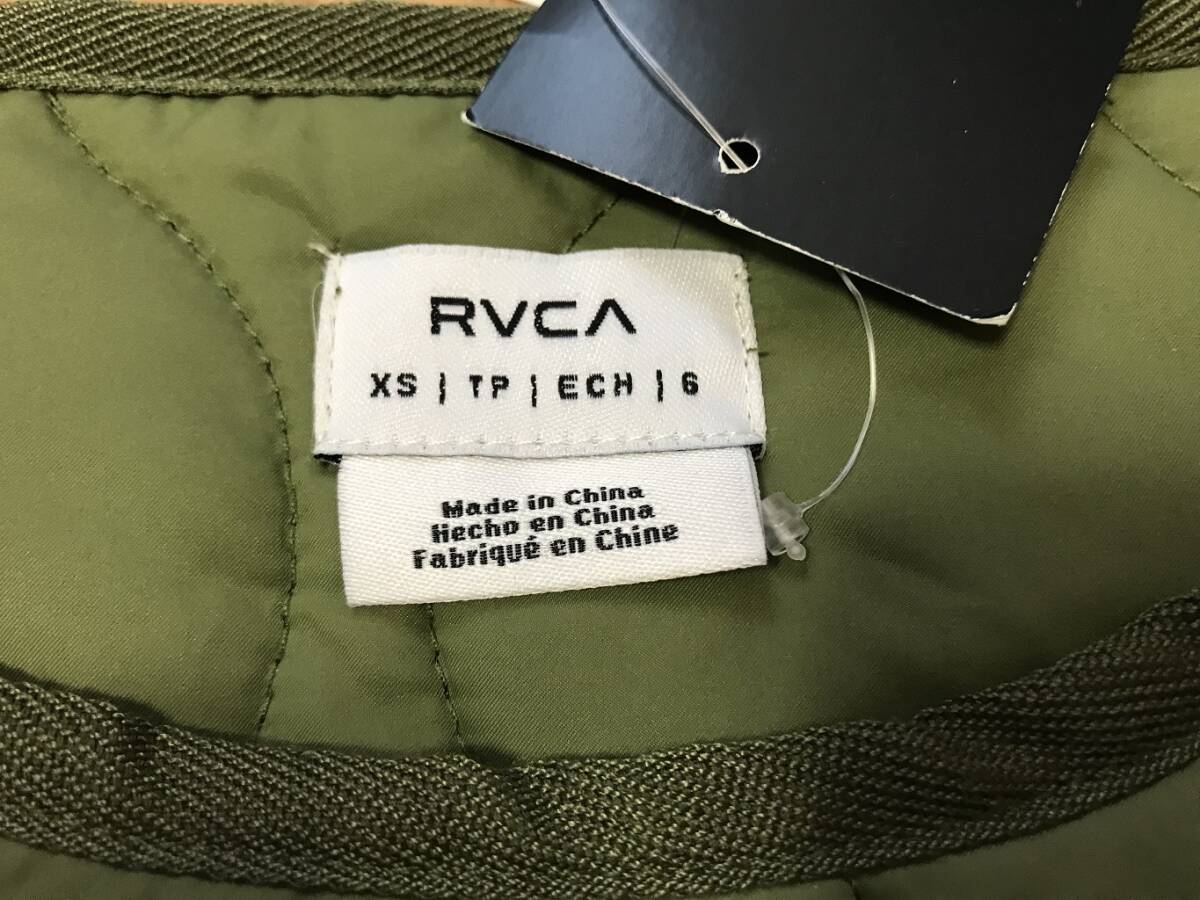 RVCA
XS | TP | ECH | 6
Made in China
Hecho en China
Fabriqué en Chine